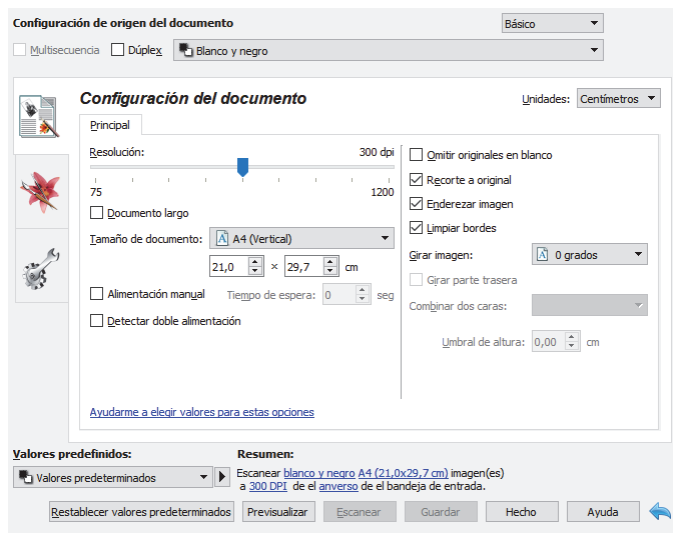 Configuración de origen del documento
Básico
Multisecuencia
Dúplex
Blanco y negro
Configuración del documento
Unidades:
Centímetros
Principal
Resolución:
300 dpi
75
1200
Documento largo
Tamaño de documento:
A4 (Vertical)
21,0 × 29,7 cm
Alimentación manual
Tiempo de espera:
0
seg
Detectar doble alimentación
Ayudarme a elegir valores para estas opciones
Omitir originales en blanco
Recorte a original
Enderezar imagen
Limpiar bordes
Girar imagen:
0 grados
Girar parte trasera
Combinar dos caras:
Umbral de altura:
0,00
cm
Valores predefinidos:
Valores predeterminados
Resumen:
Escanear blanco y negro A4 (21,0x29,7 cm) imagen(es)
a 300 DPI de el anverso de el bandeja de entrada.
Restablecer valores predeterminados
Previsualizar
Escanear
Guardar
Hecho
Ayuda